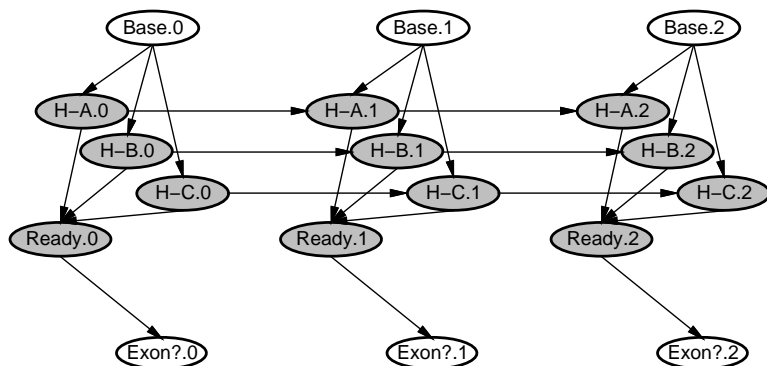 Base.0 Base.1 Base.2
H−A.0 H−A.1 H−A.2
H−B.0 H−B.1 H−B.2
H−C.0 H−C.1 H−C.2
Ready.0 Ready.1 Ready.2
Exon?.0 Exon?.1 Exon?.2